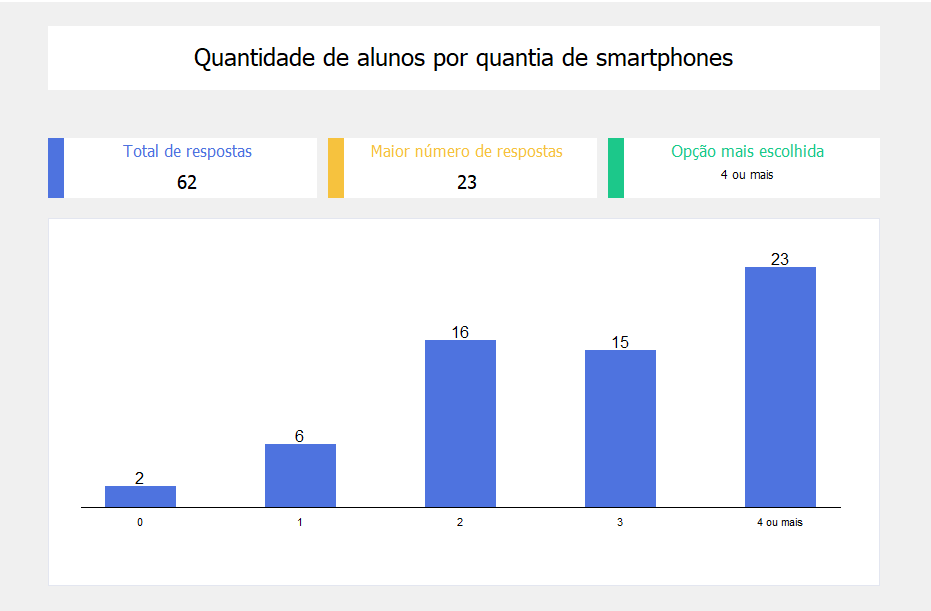 Quantidade de alunos por quantia de smartphones
Total de respostas
62
Maior número de respostas
23
Opção mais escolhida
4 ou mais
23
16
15
6
2
0 1 2 3 4 ou mais